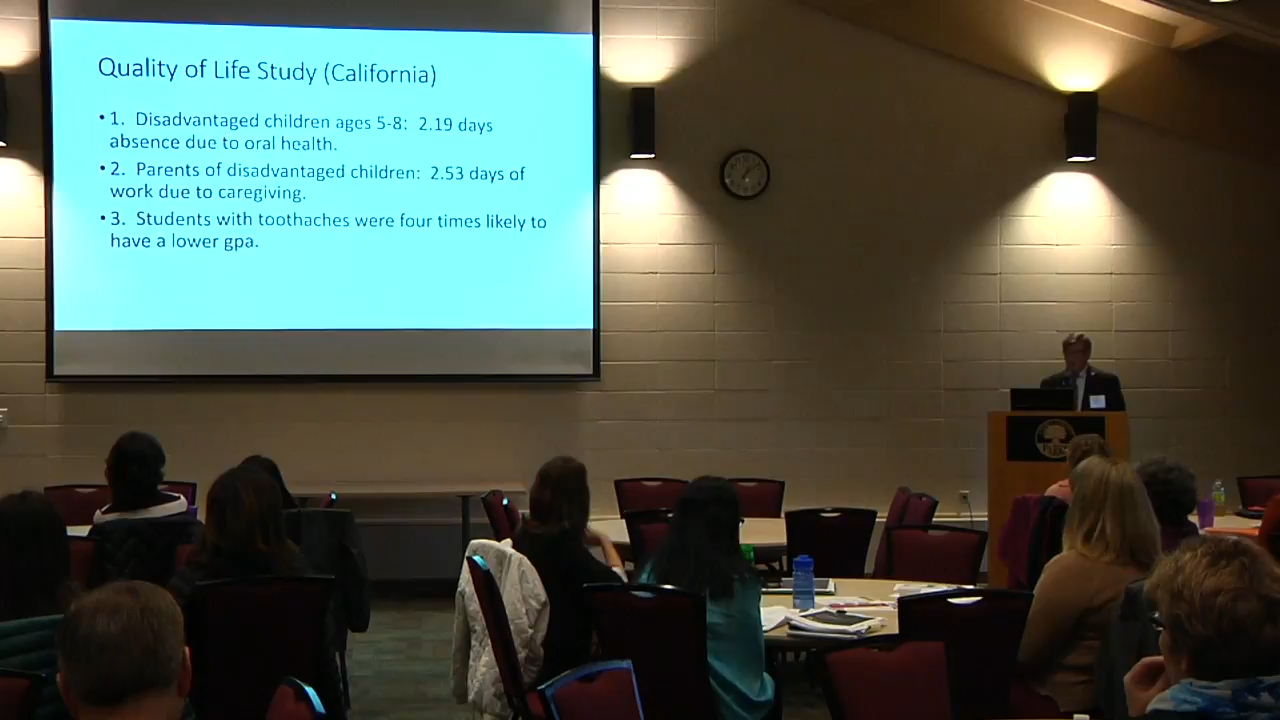 Quality of Life Study (California)
• 1. Disadvantaged children ages 5-8: 2.19 days
absence due to oral health.
• 2. Parents of disadvantaged children: 2.53 days of
work due to caregiving.
• 3. Students with toothaches were four times likely to
have a lower gpa.